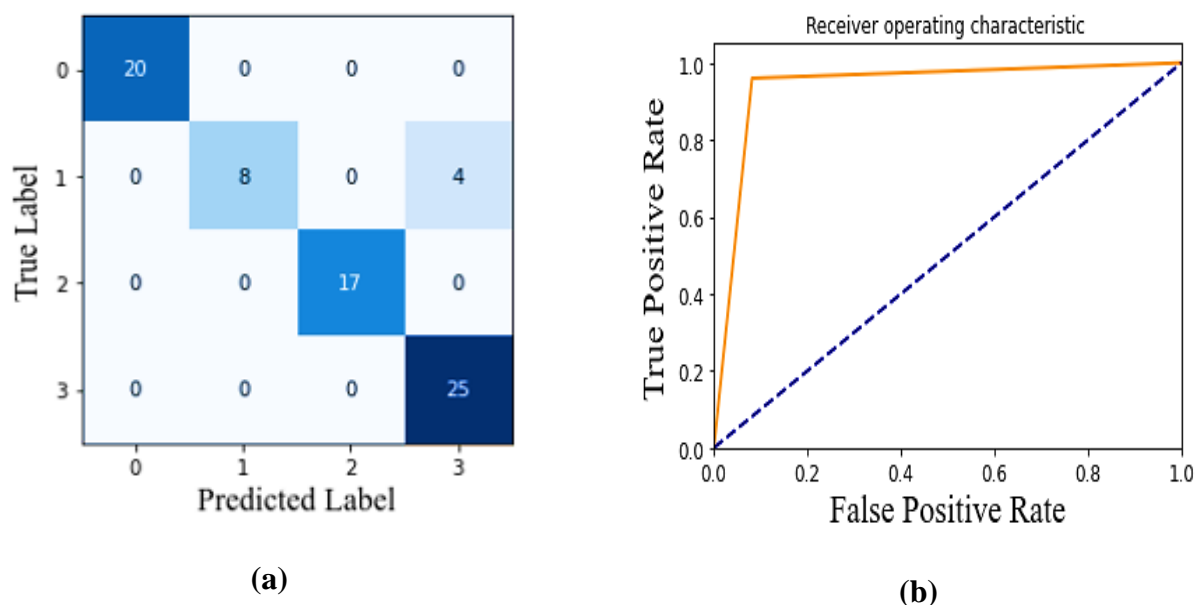 0
20 0 0 0
1
0 8 0 4
2
0 0 17 0
3
0 0 0 25
0 1 2 3
True Label
Predicted Label
(a)
Receiver operating characteristic
1.0
0.8
0.6
0.4
0.2
0.0
True Positive Rate
0.0 0.2 0.4 0.6 0.8 1.0
False Positive Rate
(b)